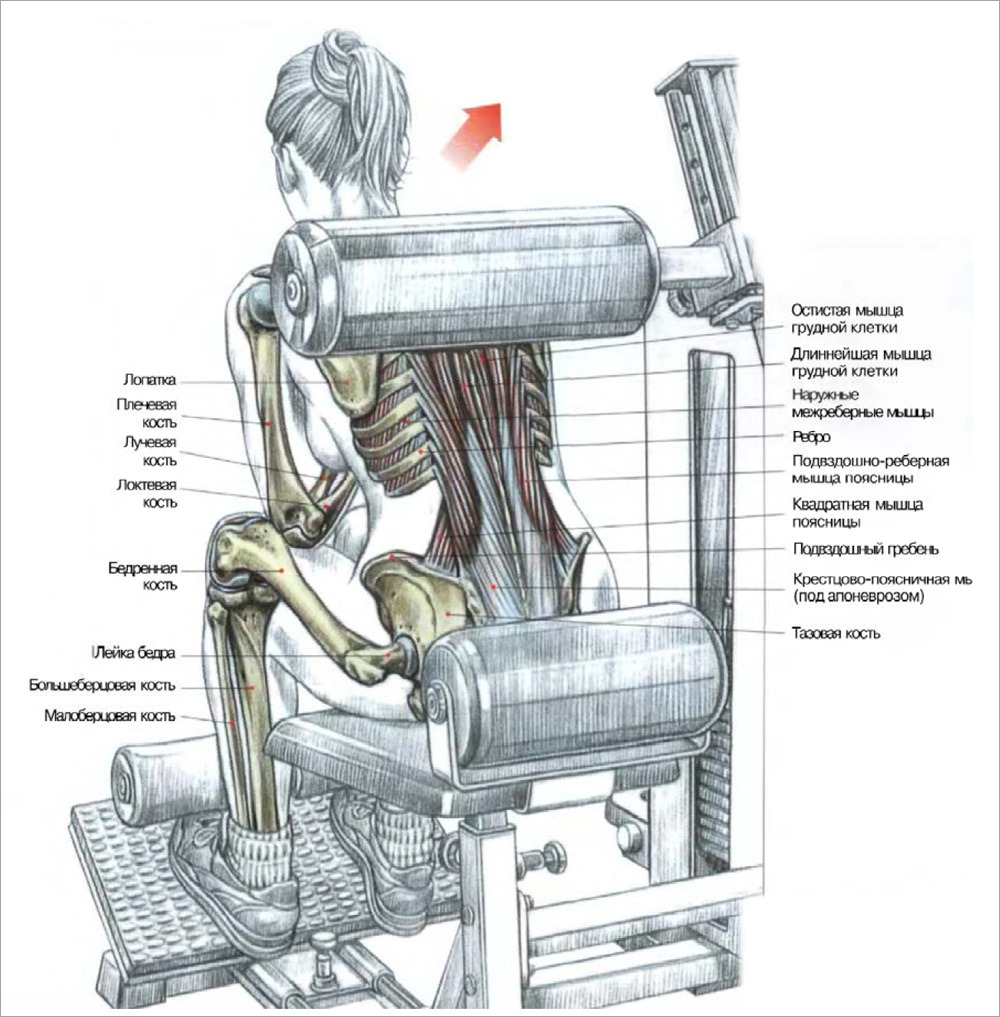 Лопатка
Плечевая
кость
Лучевая
кость
Локтевая
кость
Бедренная
кость
Шейка бедра
Большеберцовая кость
Малоберцовая кость
Остистая мышца
грудной клетки
Длиннейшая мышца
грудной клетки
Наружные
межреберные мышцы
Ребро
Подвздошно-реберная
мышца поясницы
Квадратная мышца
поясницы
Подвздошный гребень
Крестцово-поясничная мь
(под апоневрозом)
Тазовая кость